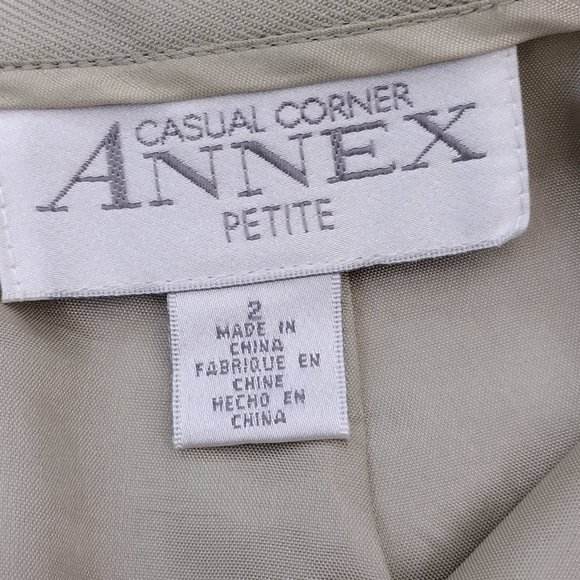 CASUAL CORNER
ANNEX
PETITE
2
MADE IN
CHINA
FABRIQUE EN
CHINE
HECHO EN
CHINA